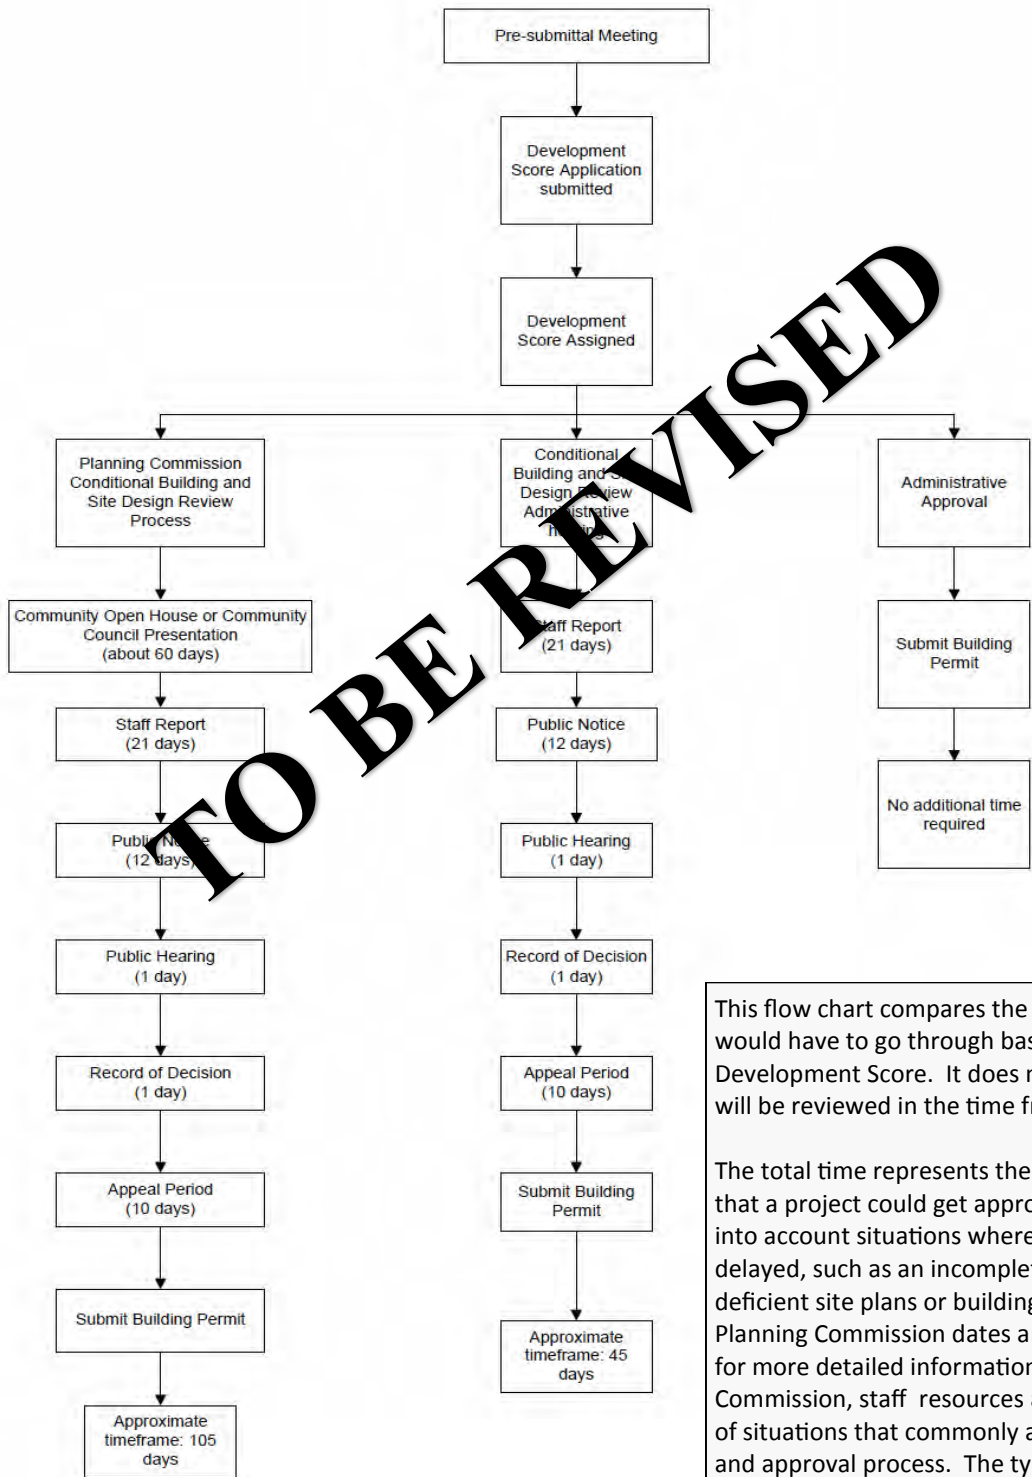 Pre-submittal Meeting
Development
Score Application
submitted
Development
Score Assigned
Planning Commission
Conditional Building and
Site Design Review
Process
Community Open House or Community
Council Presentation
(about 60 days)
Staff Report
(21 days)
Public
(12 days)
Public Hearing
(1 day)
Record of Decision
(1 day)
Appeal Period
(10 days)
Submit Building Permit
Approximate
timeframe: 105
days
Conditional
Building and
Design Review
Administrative
Staff Report
(21 days)
Public Notice
(12 days)
Public Hearing
(1 day)
Record of Decision
(1 day)
Appeal Period
(10 days)
Submit Building
Permit
Approximate
timeframe: 45
days
Administrative
Approval
Submit Building
Permit
No additional time
required
TO BE REVISED
This flow chart compares the
would have to go through
Development Score. It does
will be reviewed in the time
The total time represents the
that a project could get
into account situations where
delayed, such as an
deficient site plans or building
Planning Commission dates
for more detailed information
Commission, staff resources
of situations that commonly
and approval process. The